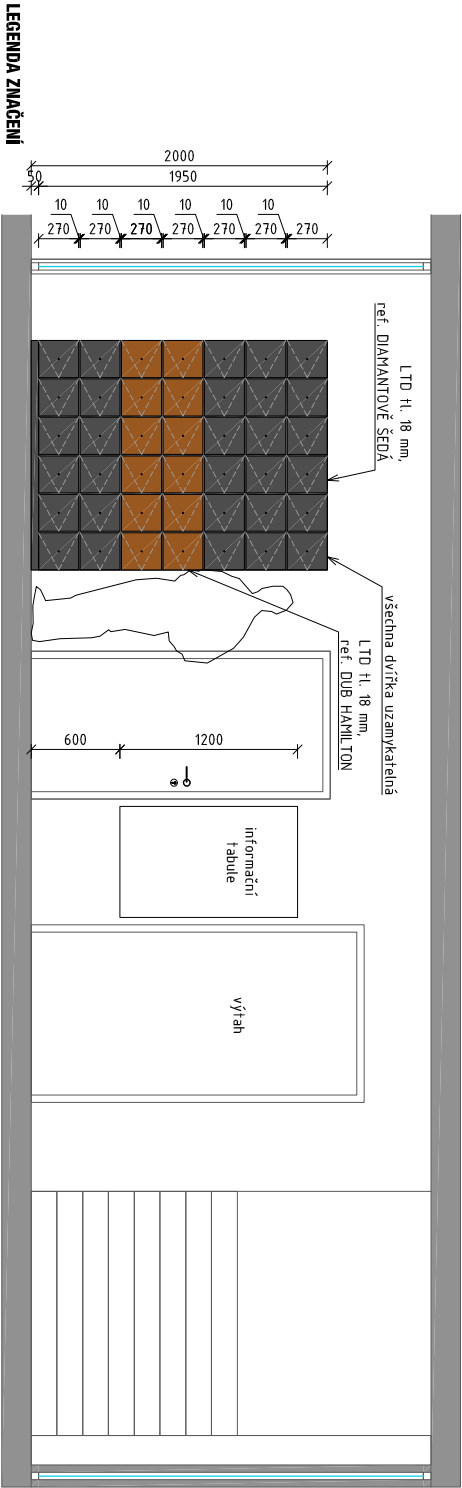 LEGENDA ZNAČENÍ
2000
50
1950
10
10
10
10
10
10
270
270
270
270
270
270
270
LTD tl. 18 mm,
ref. DIAMANTOVĚ ŠEDÁ
všechna dvířka uzamykatelná
LTD tl. 18 mm,
ref. DUB HAMILTON
600
1200
informační
tabule
výtah